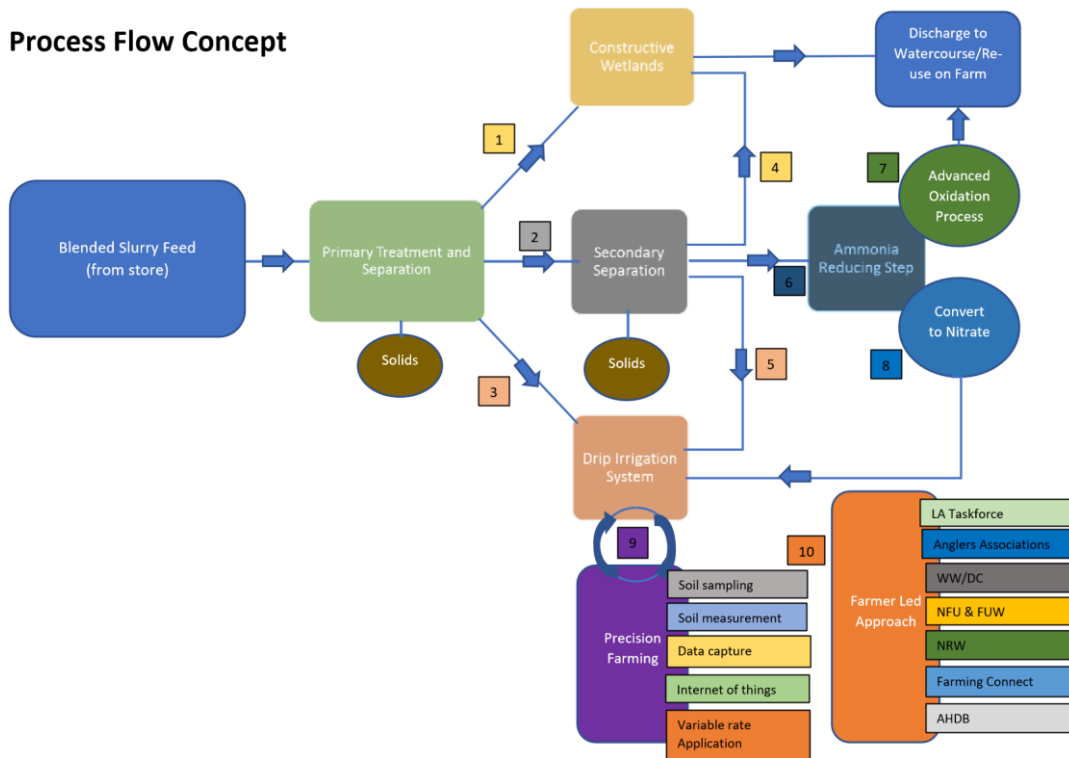 Process Flow Concept
Constructive
Wetlands
Discharge to
Watercourse/Re-
use on Farm
1
4
7
Advanced
Oxidation
Process
Blended Slurry Feed
(from store)
Primary Treatment and
Separation
2
Secondary
Separation
Ammonia
Reducing Step
6
Convert
to Nitrate
Solids
Solids
3
5
8
Drip Irrigation
System
9
10
Precision
Farming
Soil sampling
Soil measurement
Data capture
Internet of things
Variable rate
Application
Farmer Led
Approach
LA Taskforce
Anglers Associations
WW/DC
NFU & FUW
NRW
Farming Connect
AHDB